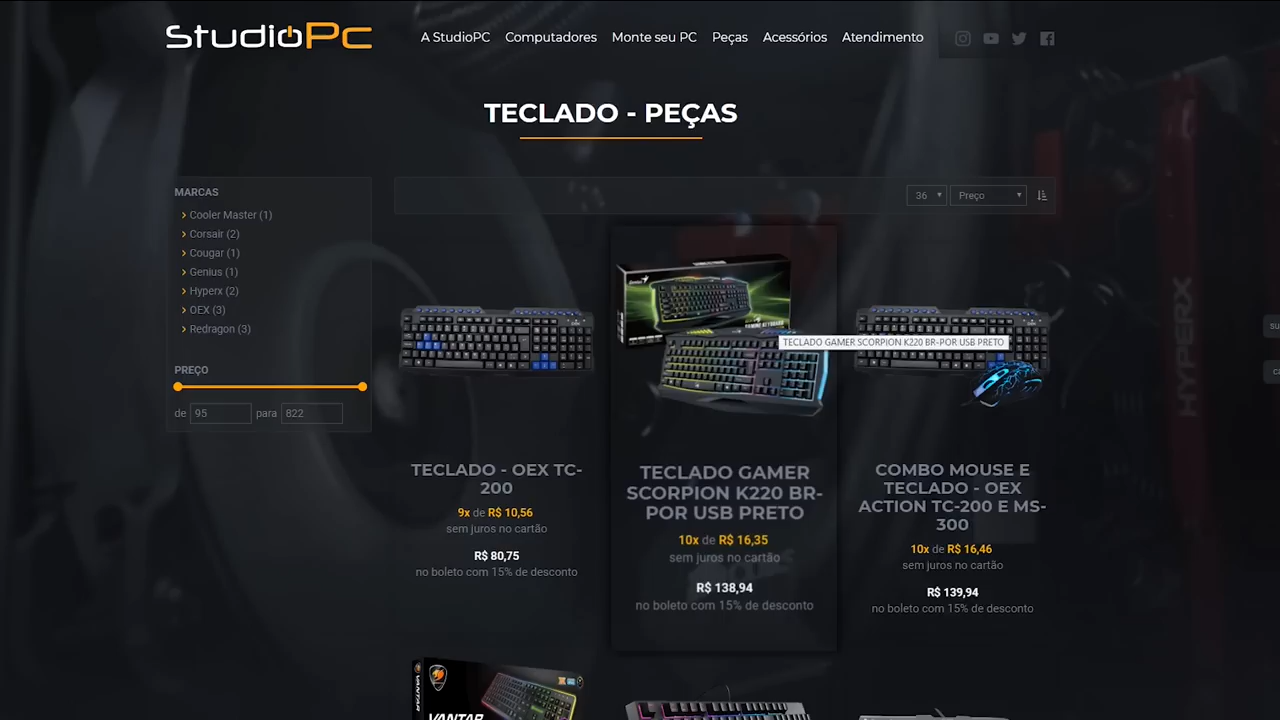 StudioPc
A StudioPC Computadores Monte seu PC Peças Acessórios Atendimento
TECLADO - PEÇAS
MARCAS
Cooler Master (1)
Corsair (2)
Cougar (1)
Genius (1)
Hyperx (2)
OEX (3)
Redragon (3)
PREÇO
de 95 para 822
36 Preço
HYPERX
TECLADO GAMER SCORPION K220 BR-POR USB PRETO
TECLADO - OEX TC-
200
9x de R$ 10,56
sem juros no cartão
R$ 80,75
no boleto com 15% de desconto
TECLADO GAMER
SCORPION K220 BR-
POR USB PRETO
10x de R$ 16,35
sem juros no cartão
R$ 138,94
no boleto com 15% de desconto
COMBO MOUSE E
TECLADO - OEX
ACTION TC-200 E MS-
300
10x de R$ 16,46
sem juros no cartão
R$ 139,94
no boleto com 15% de desconto
VANTAR
VANTAR